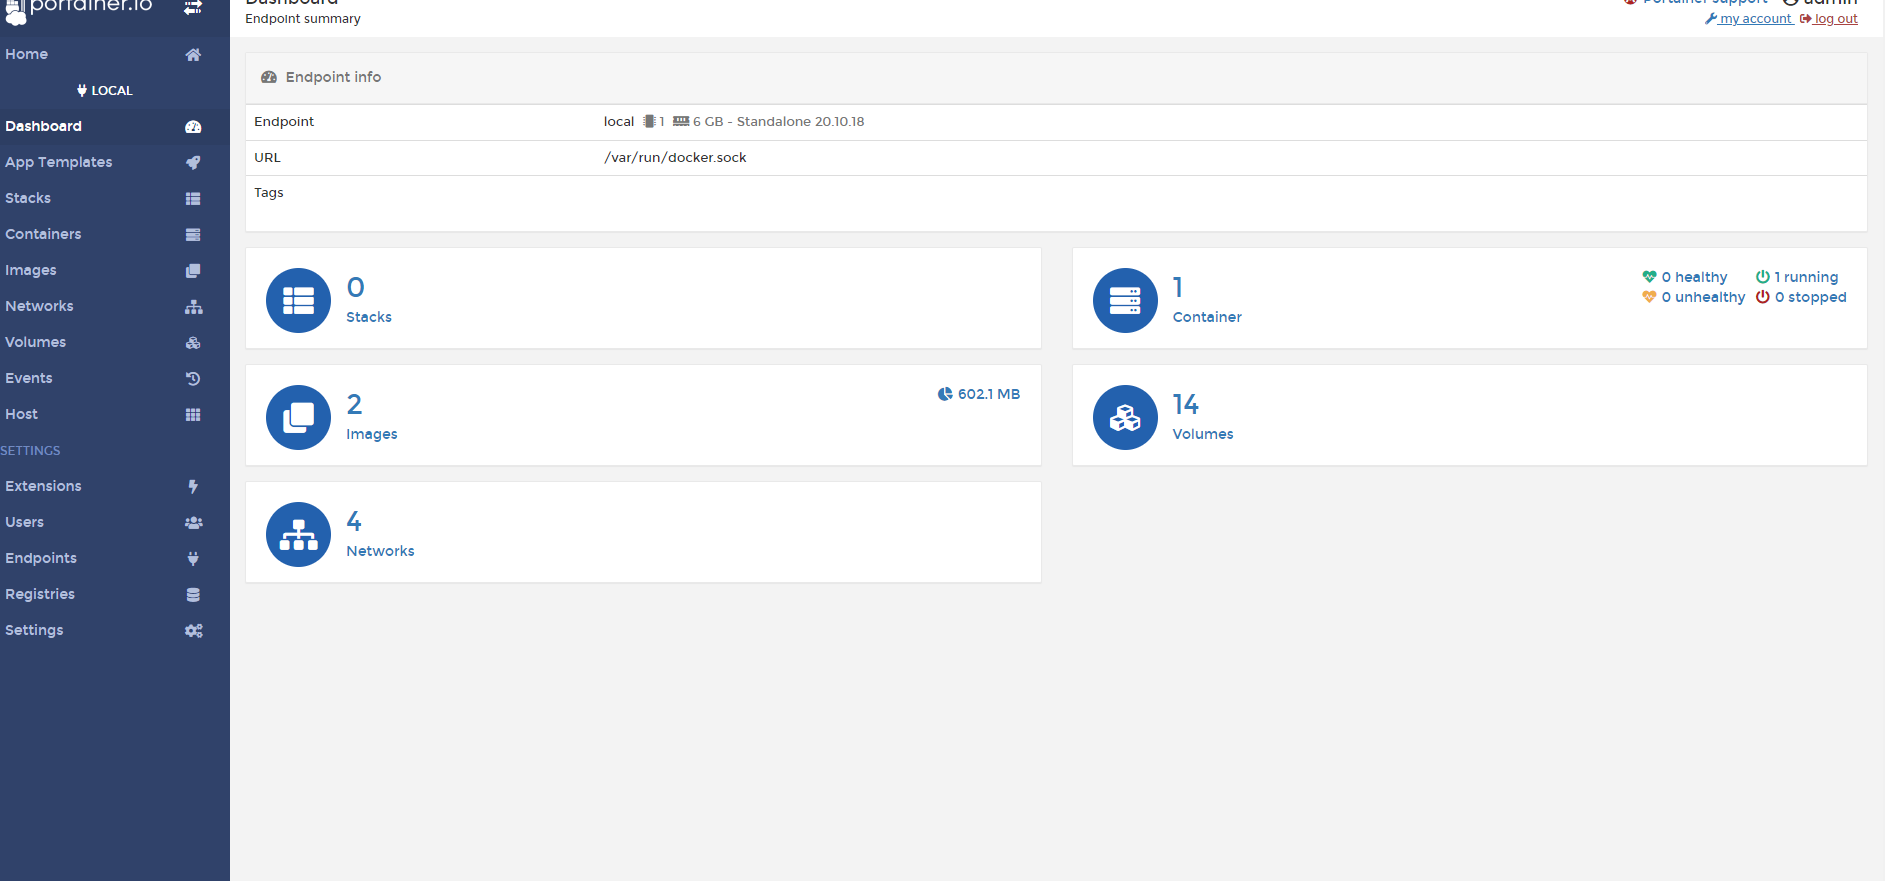 portainer.io
Home
LOCAL
Dashboard
App Templates
Stacks
Containers
Images
Networks
Volumes
Events
Host
SETTINGS
Extensions
Users
Endpoints
Registries
Settings
Dashboard
Endpoint summary
Portainer support admin
my account log out
Endpoint info
Endpoint local 1 6 GB - Standalone 20.10.18
URL /var/run/docker.sock
Tags
0
Stacks
1
Container
0 healthy 1 running
0 unhealthy 0 stopped
2
Images
602.1 MB
14
Volumes
4
Networks